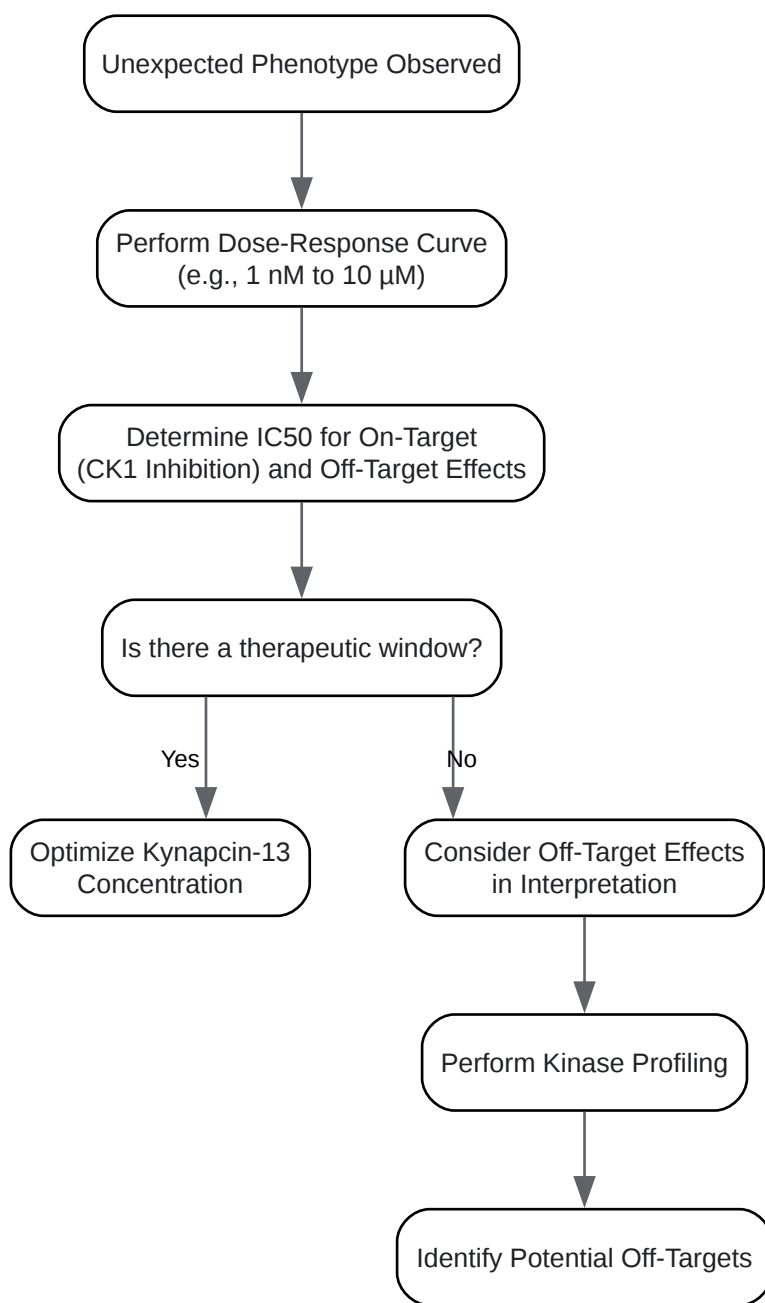 Unexpected Phenotype Observed
Perform Dose-Response Curve
(e.g., 1 nM to 10 µM)
Determine IC50 for On-Target
(CK1 Inhibition) and Off-Target Effects
Is there a therapeutic window?
Yes
No
Optimize Kynapcin-13
Concentration
Consider Off-Target Effects
in Interpretation
Perform Kinase Profiling
Identify Potential Off-Targets